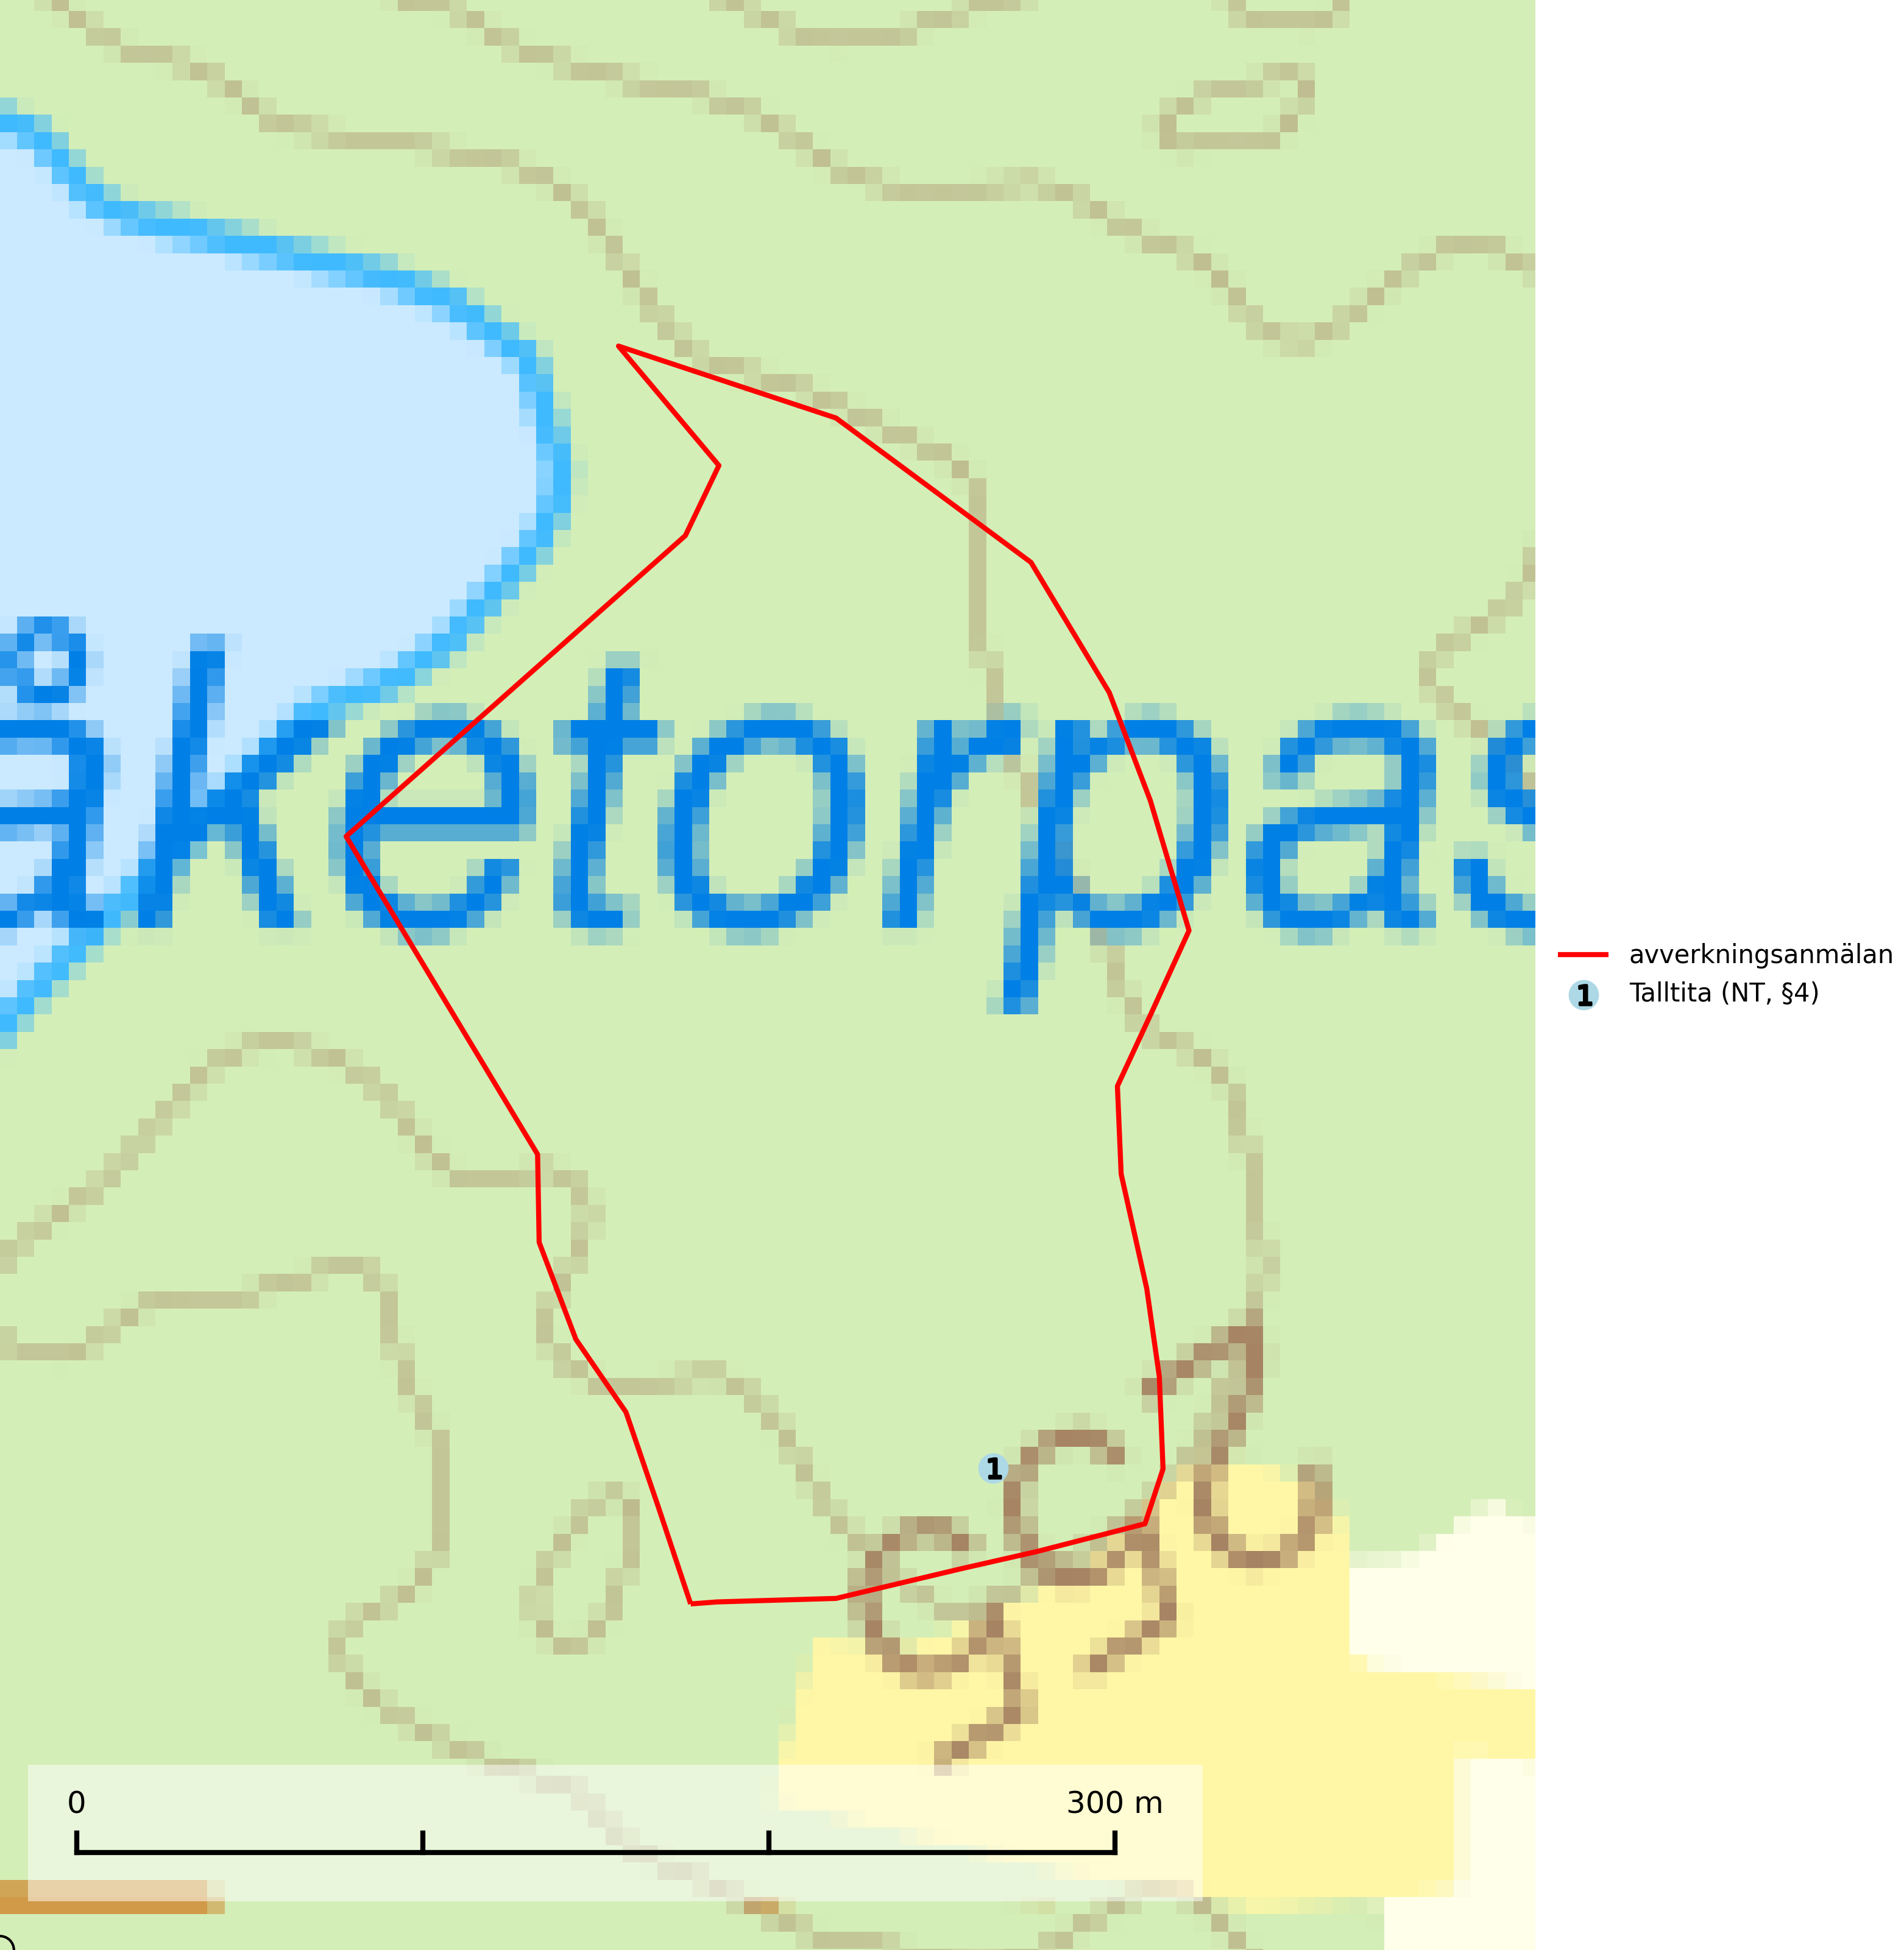 åketorpas
avverkningsanmälan
1 Talltita (NT, §4)
1
0 300 m